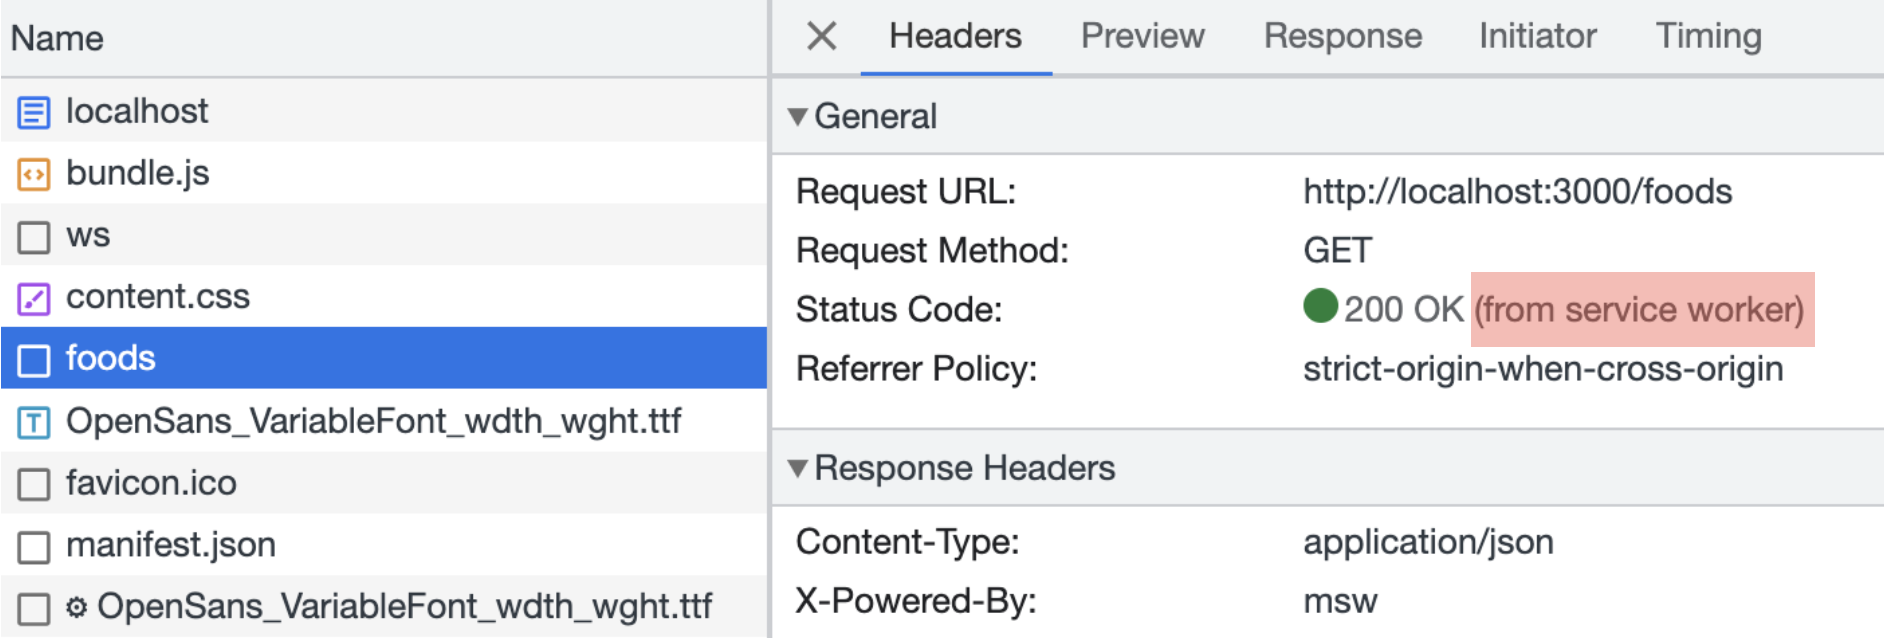 Name
localhost
bundle.js
ws
content.css
foods
OpenSans_VariableFont_wdth_wght.ttf
favicon.ico
manifest.json
OpenSans_VariableFont_wdth_wght.ttf
Headers Preview Response Initiator Timing
General
Request URL: http://localhost:3000/foods
Request Method: GET
Status Code: 200 OK (from service worker)
Referrer Policy: strict-origin-when-cross-origin
Response Headers
Content-Type: application/json
X-Powered-By: msw